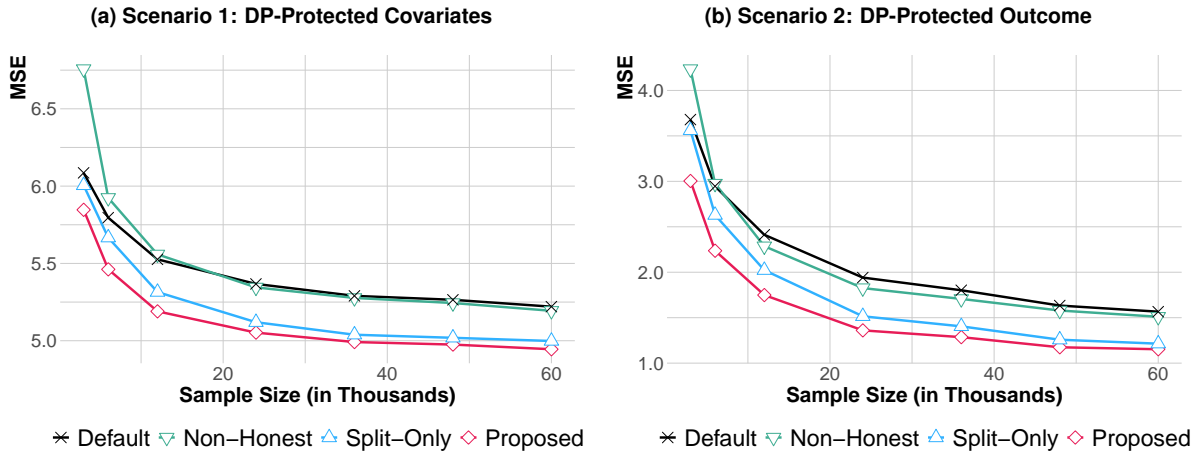 (a) Scenario 1: DP-Protected Covariates
MSE
6.5
6.0
5.5
5.0
20
40
60
Sample Size (in Thousands)
Default Non−Honest Split−Only Proposed
(b) Scenario 2: DP-Protected Outcome
MSE
4.0
3.0
2.0
1.0
20
40
60
Sample Size (in Thousands)
Default Non−Honest Split−Only Proposed